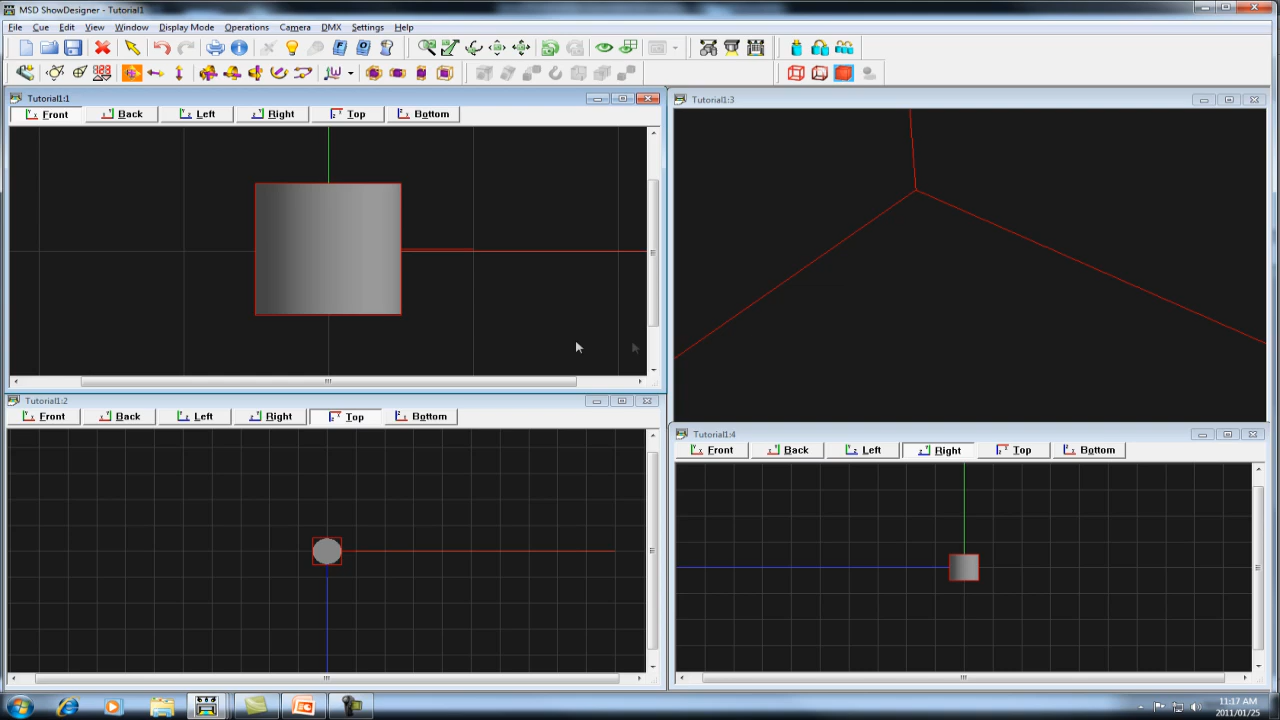 MSD ShowDesigner - Tutorial1
File Cue Edit View Window Display Mode Operations Camera DMX Settings Help
Tutorial1:1
Front Back Left Right Top Bottom
Tutorial1:3
Tutorial1:2
Front Back Left Right Top Bottom
Tutorial1:4
Front Back Left Right Top Bottom
11:17 AM
2011/01/25